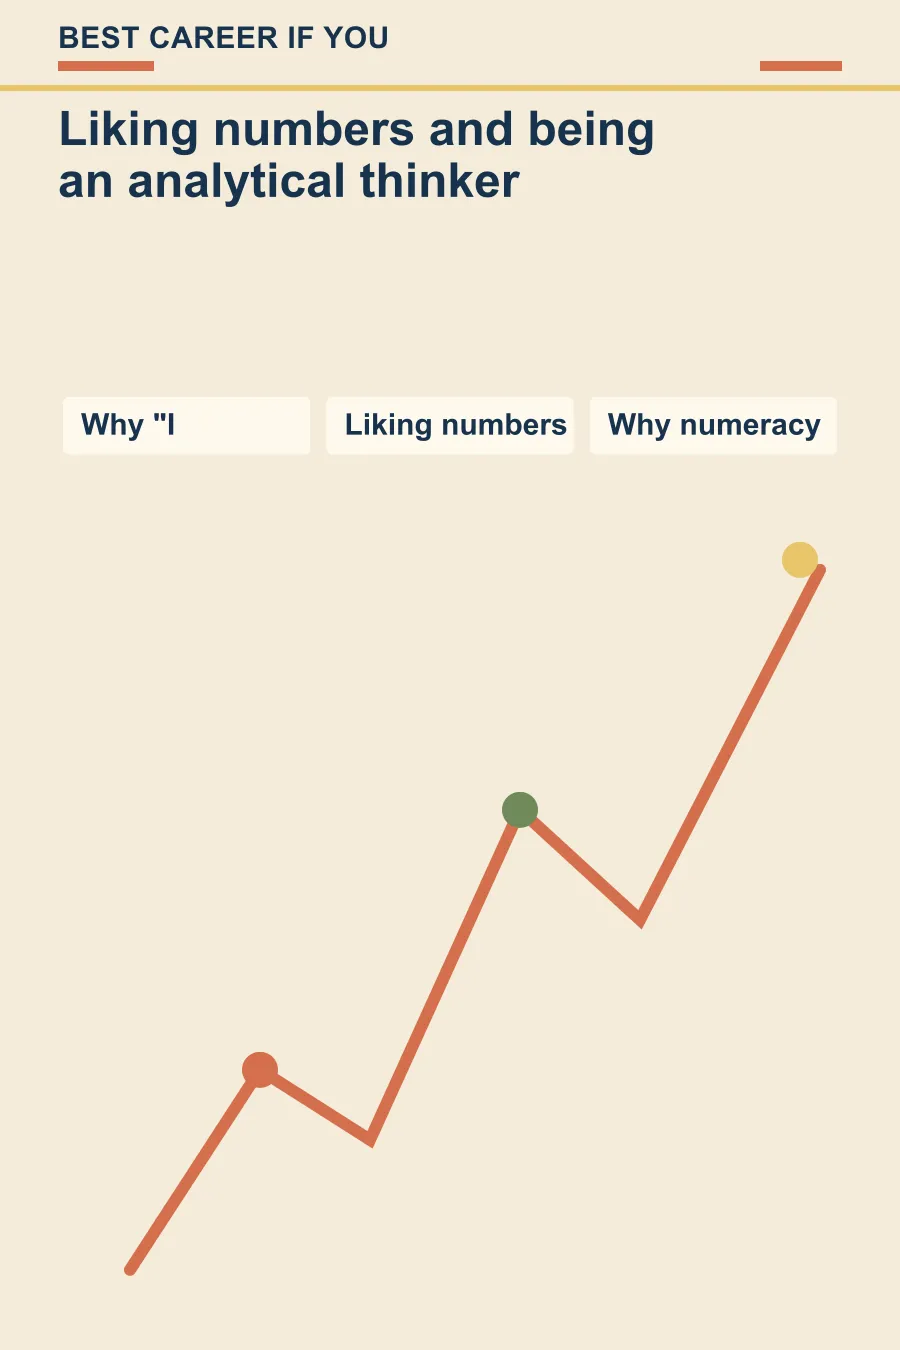 BEST CAREER IF YOU
Liking numbers and being
an analytical thinker
Why "I
Liking numbers
Why numeracy